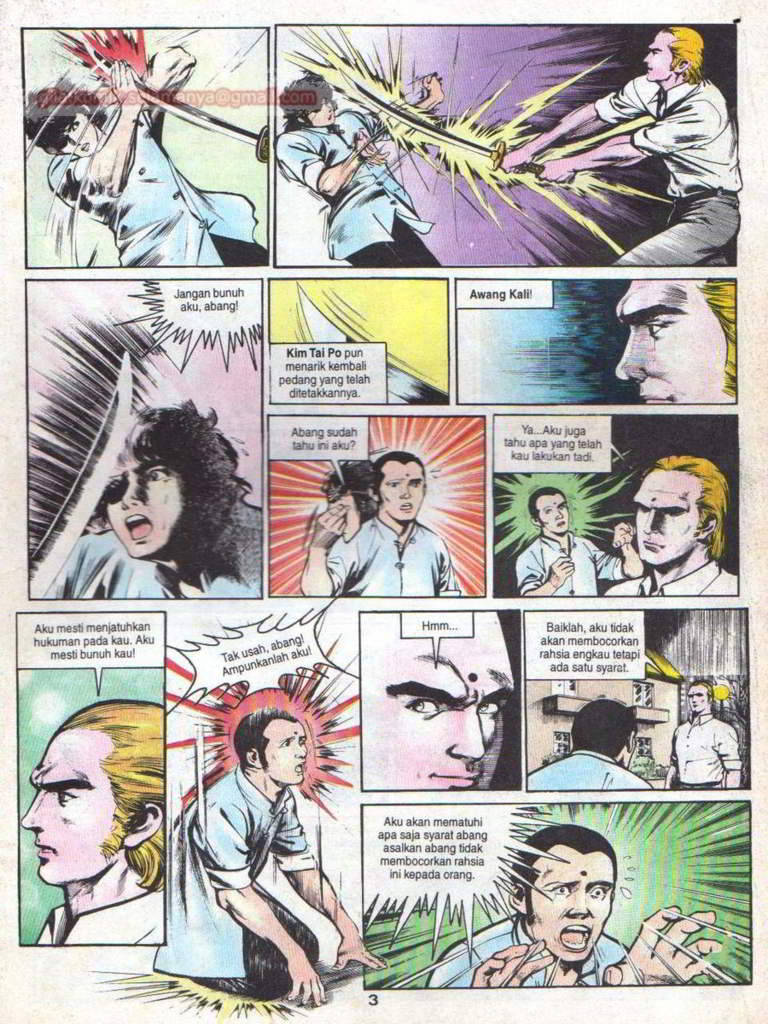 gilakomiksselamanya@gmail.com
Jangan bunuh
aku, abang!
Kim Tai Po pun
menarik kembali
pedang yang telah
ditetakkannya.
Awang Kali!
Abang sudah
tahu ini aku?
Ya...Aku juga
tahu apa yang telah
kau lakukan tadi.
Aku mesti menjatuhkan
hukuman pada kau. Aku
mesti bunuh kau!
Tak usah, abang!
Ampunkanlah aku!
Hmm...
Baiklah, aku tidak
akan membocorkan
rahsia engkau tetapi
ada satu syarat.
Aku akan mematuhi
apa saja syarat abang
asalkan abang tidak
membocorkan rahsia
ini kepada orang.
3